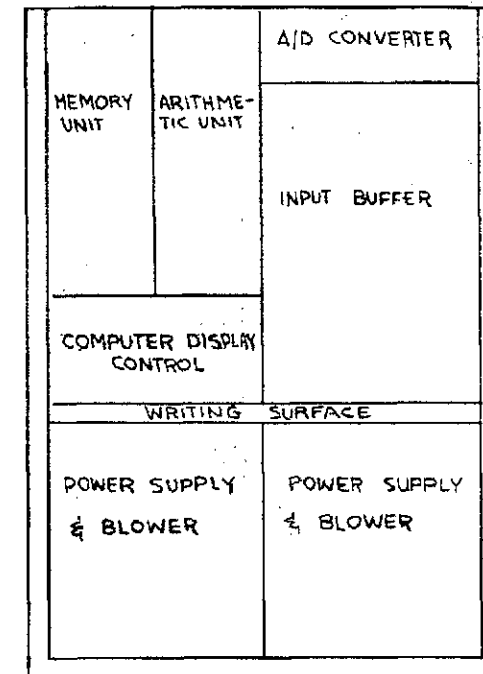 A/D CONVERTER
MEMORY
UNIT
ARITHME-
TIC UNIT
INPUT BUFFER
COMPUTER DISPLAY
CONTROL
WRITING SURFACE
POWER SUPPLY
& BLOWER
POWER SUPPLY
& BLOWER